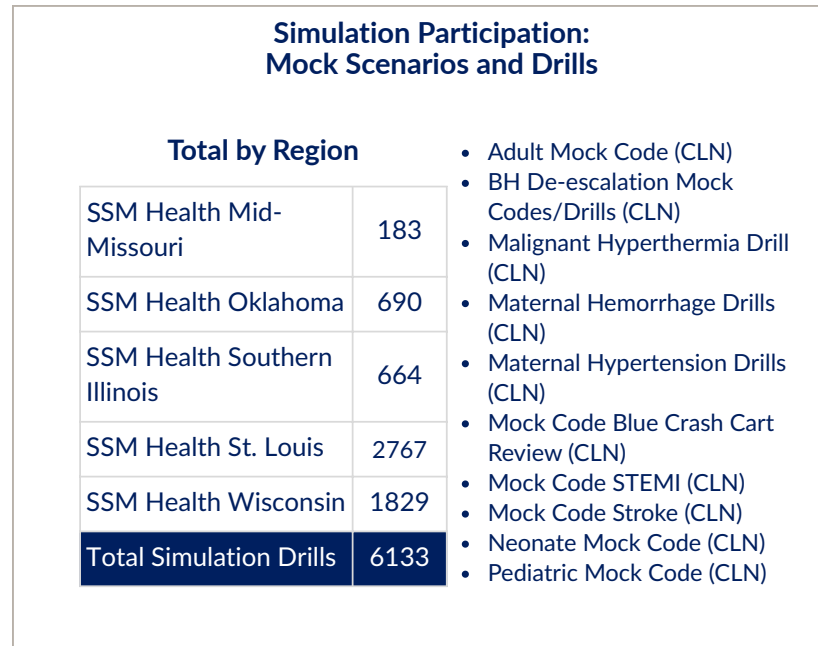 Simulation Participation:
Mock Scenarios and Drills
Total by Region
SSM Health Mid-
Missouri
183
SSM Health Oklahoma
690
SSM Health Southern
Illinois
664
SSM Health St. Louis
2767
SSM Health Wisconsin
1829
Total Simulation Drills
6133
• Adult Mock Code (CLN)
• BH De-escalation Mock
Codes/Drills (CLN)
• Malignant Hyperthermia Drill
(CLN)
• Maternal Hemorrhage Drills
(CLN)
• Maternal Hypertension Drills
(CLN)
• Mock Code Blue Crash Cart
Review (CLN)
• Mock Code STEMI (CLN)
• Mock Code Stroke (CLN)
• Neonate Mock Code (CLN)
• Pediatric Mock Code (CLN)